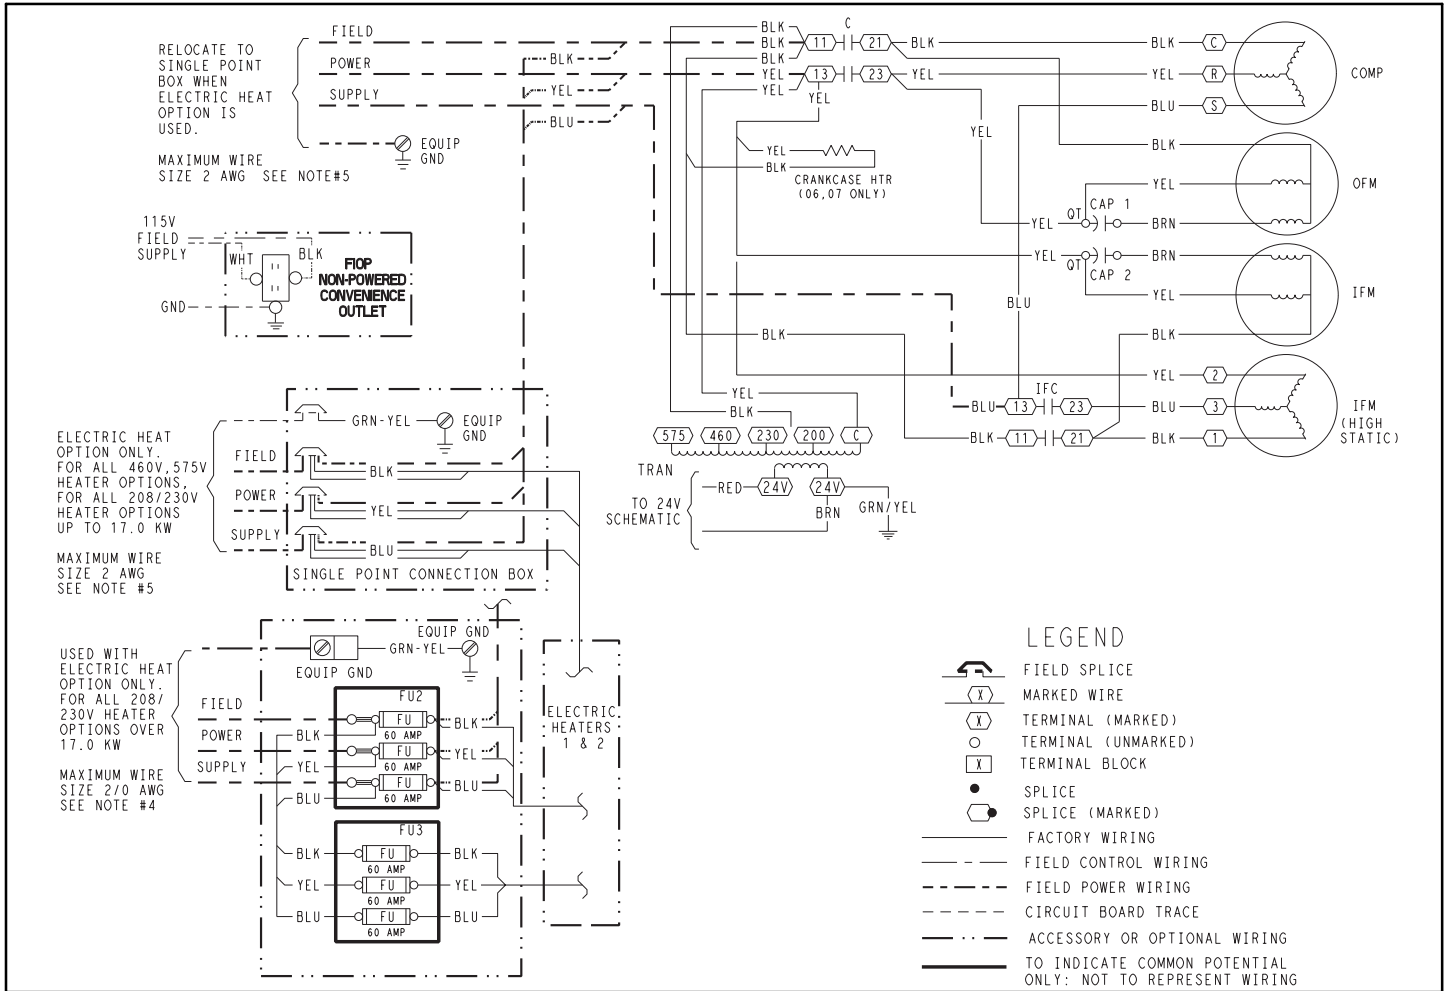 RELOCATE TO
SINGLE POINT
BOX WHEN
ELECTRIC HEAT
OPTION IS
USED.
MAXIMUM WIRE
SIZE 2 AWG SEE NOTE#5
FIELD
POWER
SUPPLY
EQUIP
GND
BLK
YEL
BLU
BLK
BLK
BLK
YEL
YEL
YEL
C
11
21
BLK
13
23
YEL
YEL
BLK
CRANKCASE HTR
(06,07 ONLY)
YEL
BLK
C
YEL
R
BLU
S
COMP
BLK
YEL
OFM
YEL
QT
CAP 1
BRN
YEL
QT
CAP 2
BRN
YEL
IFM
BLU
BLK
BLK
YEL
2
IFC
BLU
13
23
BLU
3
BLK
11
21
BLK
1
IFM
(HIGH
STATIC)
YEL
BLK
575
460
230
200
C
TRAN
RED
24V
24V
TO 24V
SCHEMATIC
BRN
GRN/YEL
115V
FIELD
SUPPLY
WHT
BLK
GND
FIOP
NON-POWERED
CONVENIENCE
OUTLET
ELECTRIC HEAT
OPTION ONLY.
FOR ALL 460V,575V
HEATER OPTIONS,
FOR ALL 208/230V
HEATER OPTIONS
UP TO 17.0 KW
MAXIMUM WIRE
SIZE 2 AWG
SEE NOTE #5
FIELD
POWER
SUPPLY
GRN-YEL
EQUIP
GND
BLK
YEL
BLU
SINGLE POINT CONNECTION BOX
USED WITH
ELECTRIC HEAT
OPTION ONLY.
FOR ALL 208/
230V HEATER
OPTIONS OVER
17.0 KW
MAXIMUM WIRE
SIZE 2/0 AWG
SEE NOTE #4
FIELD
POWER
SUPPLY
EQUIP GND
GRN-YEL
EQUIP GND
FU2
BLK
FU
60 AMP
BLK
YEL
FU
60 AMP
YEL
BLU
FU
60 AMP
BLU
FU3
BLK
FU
60 AMP
BLK
YEL
FU
60 AMP
YEL
BLU
FU
60 AMP
BLU
ELECTRIC
HEATERS
1 & 2
LEGEND
FIELD SPLICE
X
MARKED WIRE
X
TERMINAL (MARKED)
TERMINAL (UNMARKED)
X
TERMINAL BLOCK
SPLICE
SPLICE (MARKED)
FACTORY WIRING
FIELD CONTROL WIRING
FIELD POWER WIRING
CIRCUIT BOARD TRACE
ACCESSORY OR OPTIONAL WIRING
TO INDICATE COMMON POTENTIAL
ONLY: NOT TO REPRESENT WIRING